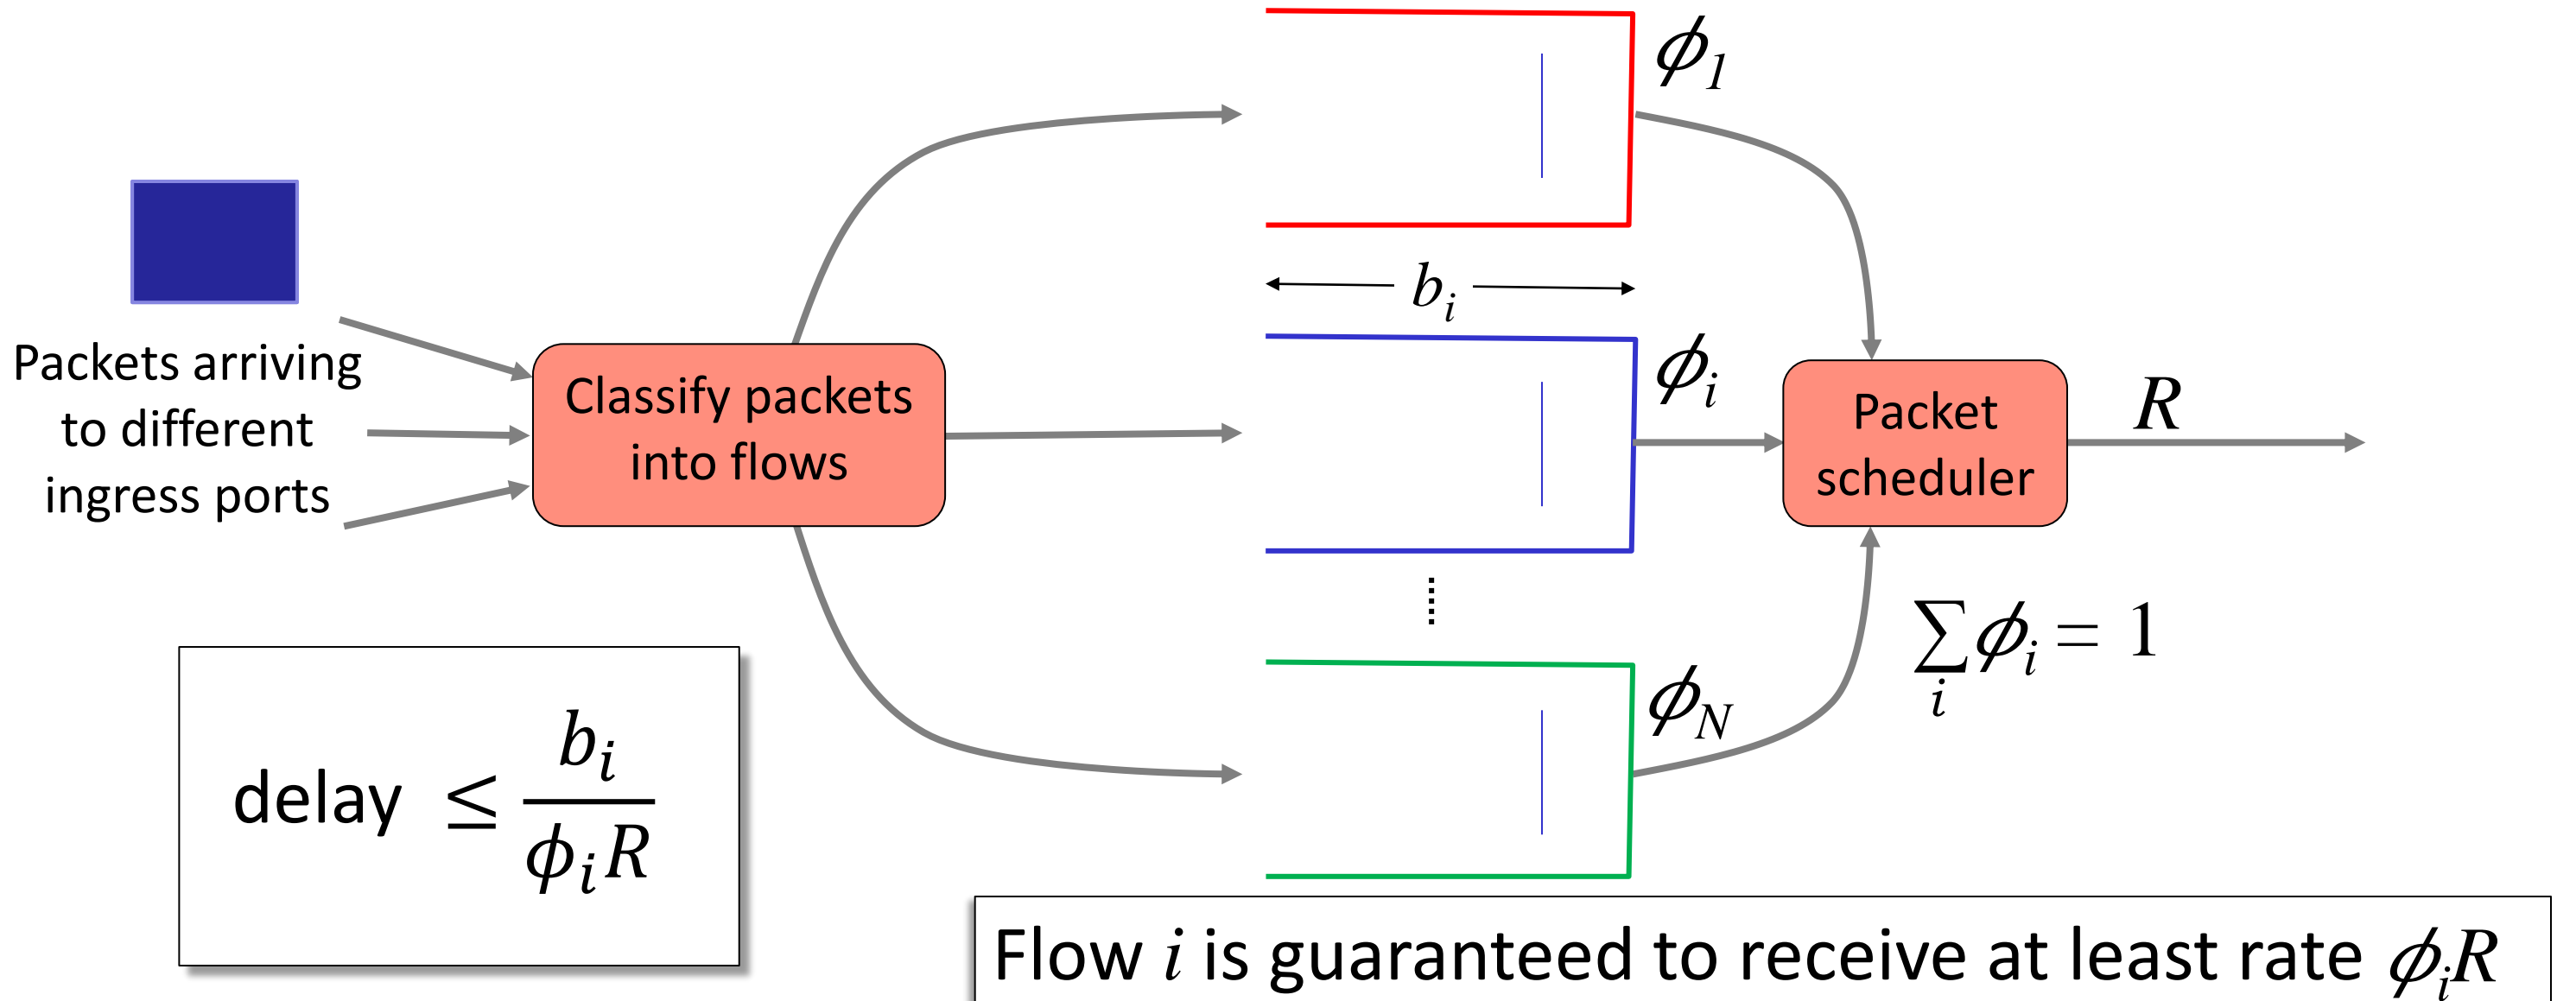 ϕ₁
Packets arriving
to different
ingress ports
Classify packets
into flows
bᵢ
ϕᵢ
Packet
scheduler
R
ϕ_N
∑ᵢ ϕᵢ = 1
delay ≤ bᵢ / ϕᵢR
Flow i is guaranteed to receive at least rate ϕᵢR